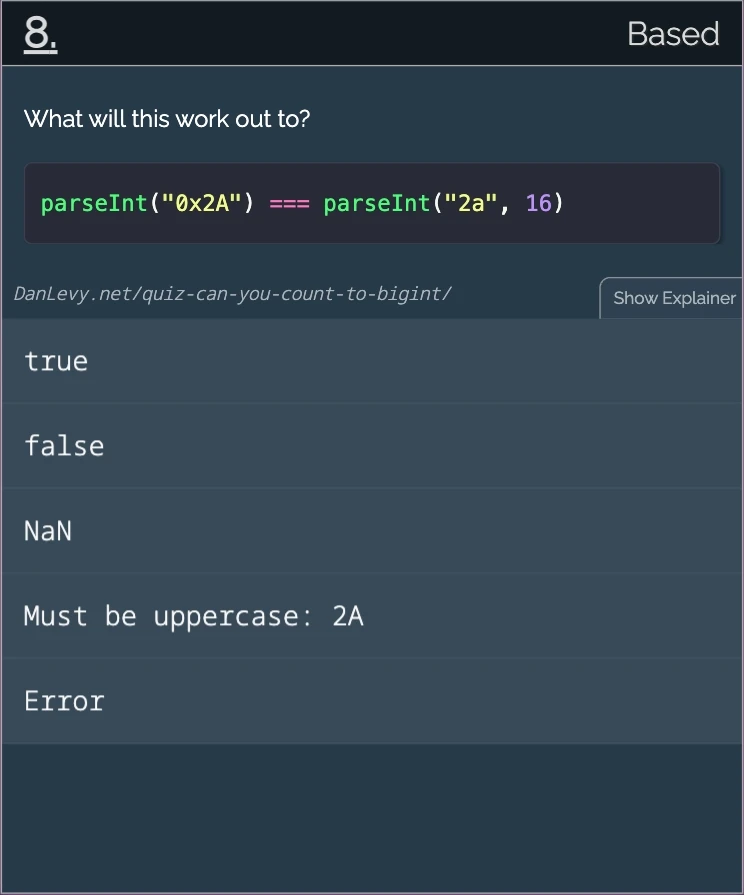 8.
Based
What will this work out to?
parseInt("0x2A") === parseInt("2a", 16)
DanLevy.net/quiz-can-you-count-to-bigint/
Show Explainer
true
false
NaN
Must be uppercase: 2A
Error